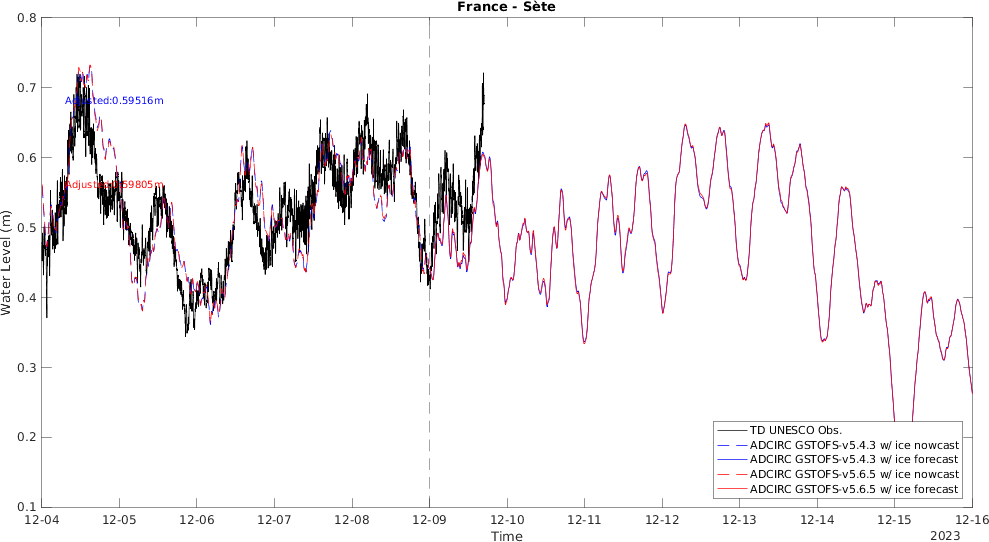 France - Sète
0.8
0.7
0.6
0.5
0.4
0.3
0.2
0.1
Water Level (m)
Adjusted:0.59516m
Adjusted:0.59805m
TD UNESCO Obs.
ADCIRC GSTOFS-v5.4.3 w/ ice nowcast
ADCIRC GSTOFS-v5.4.3 w/ ice forecast
ADCIRC GSTOFS-v5.6.5 w/ ice nowcast
ADCIRC GSTOFS-v5.6.5 w/ ice forecast
12-04 12-05 12-06 12-07 12-08 12-09 12-10 12-11 12-12 12-13 12-14 12-15 12-16
Time
2023